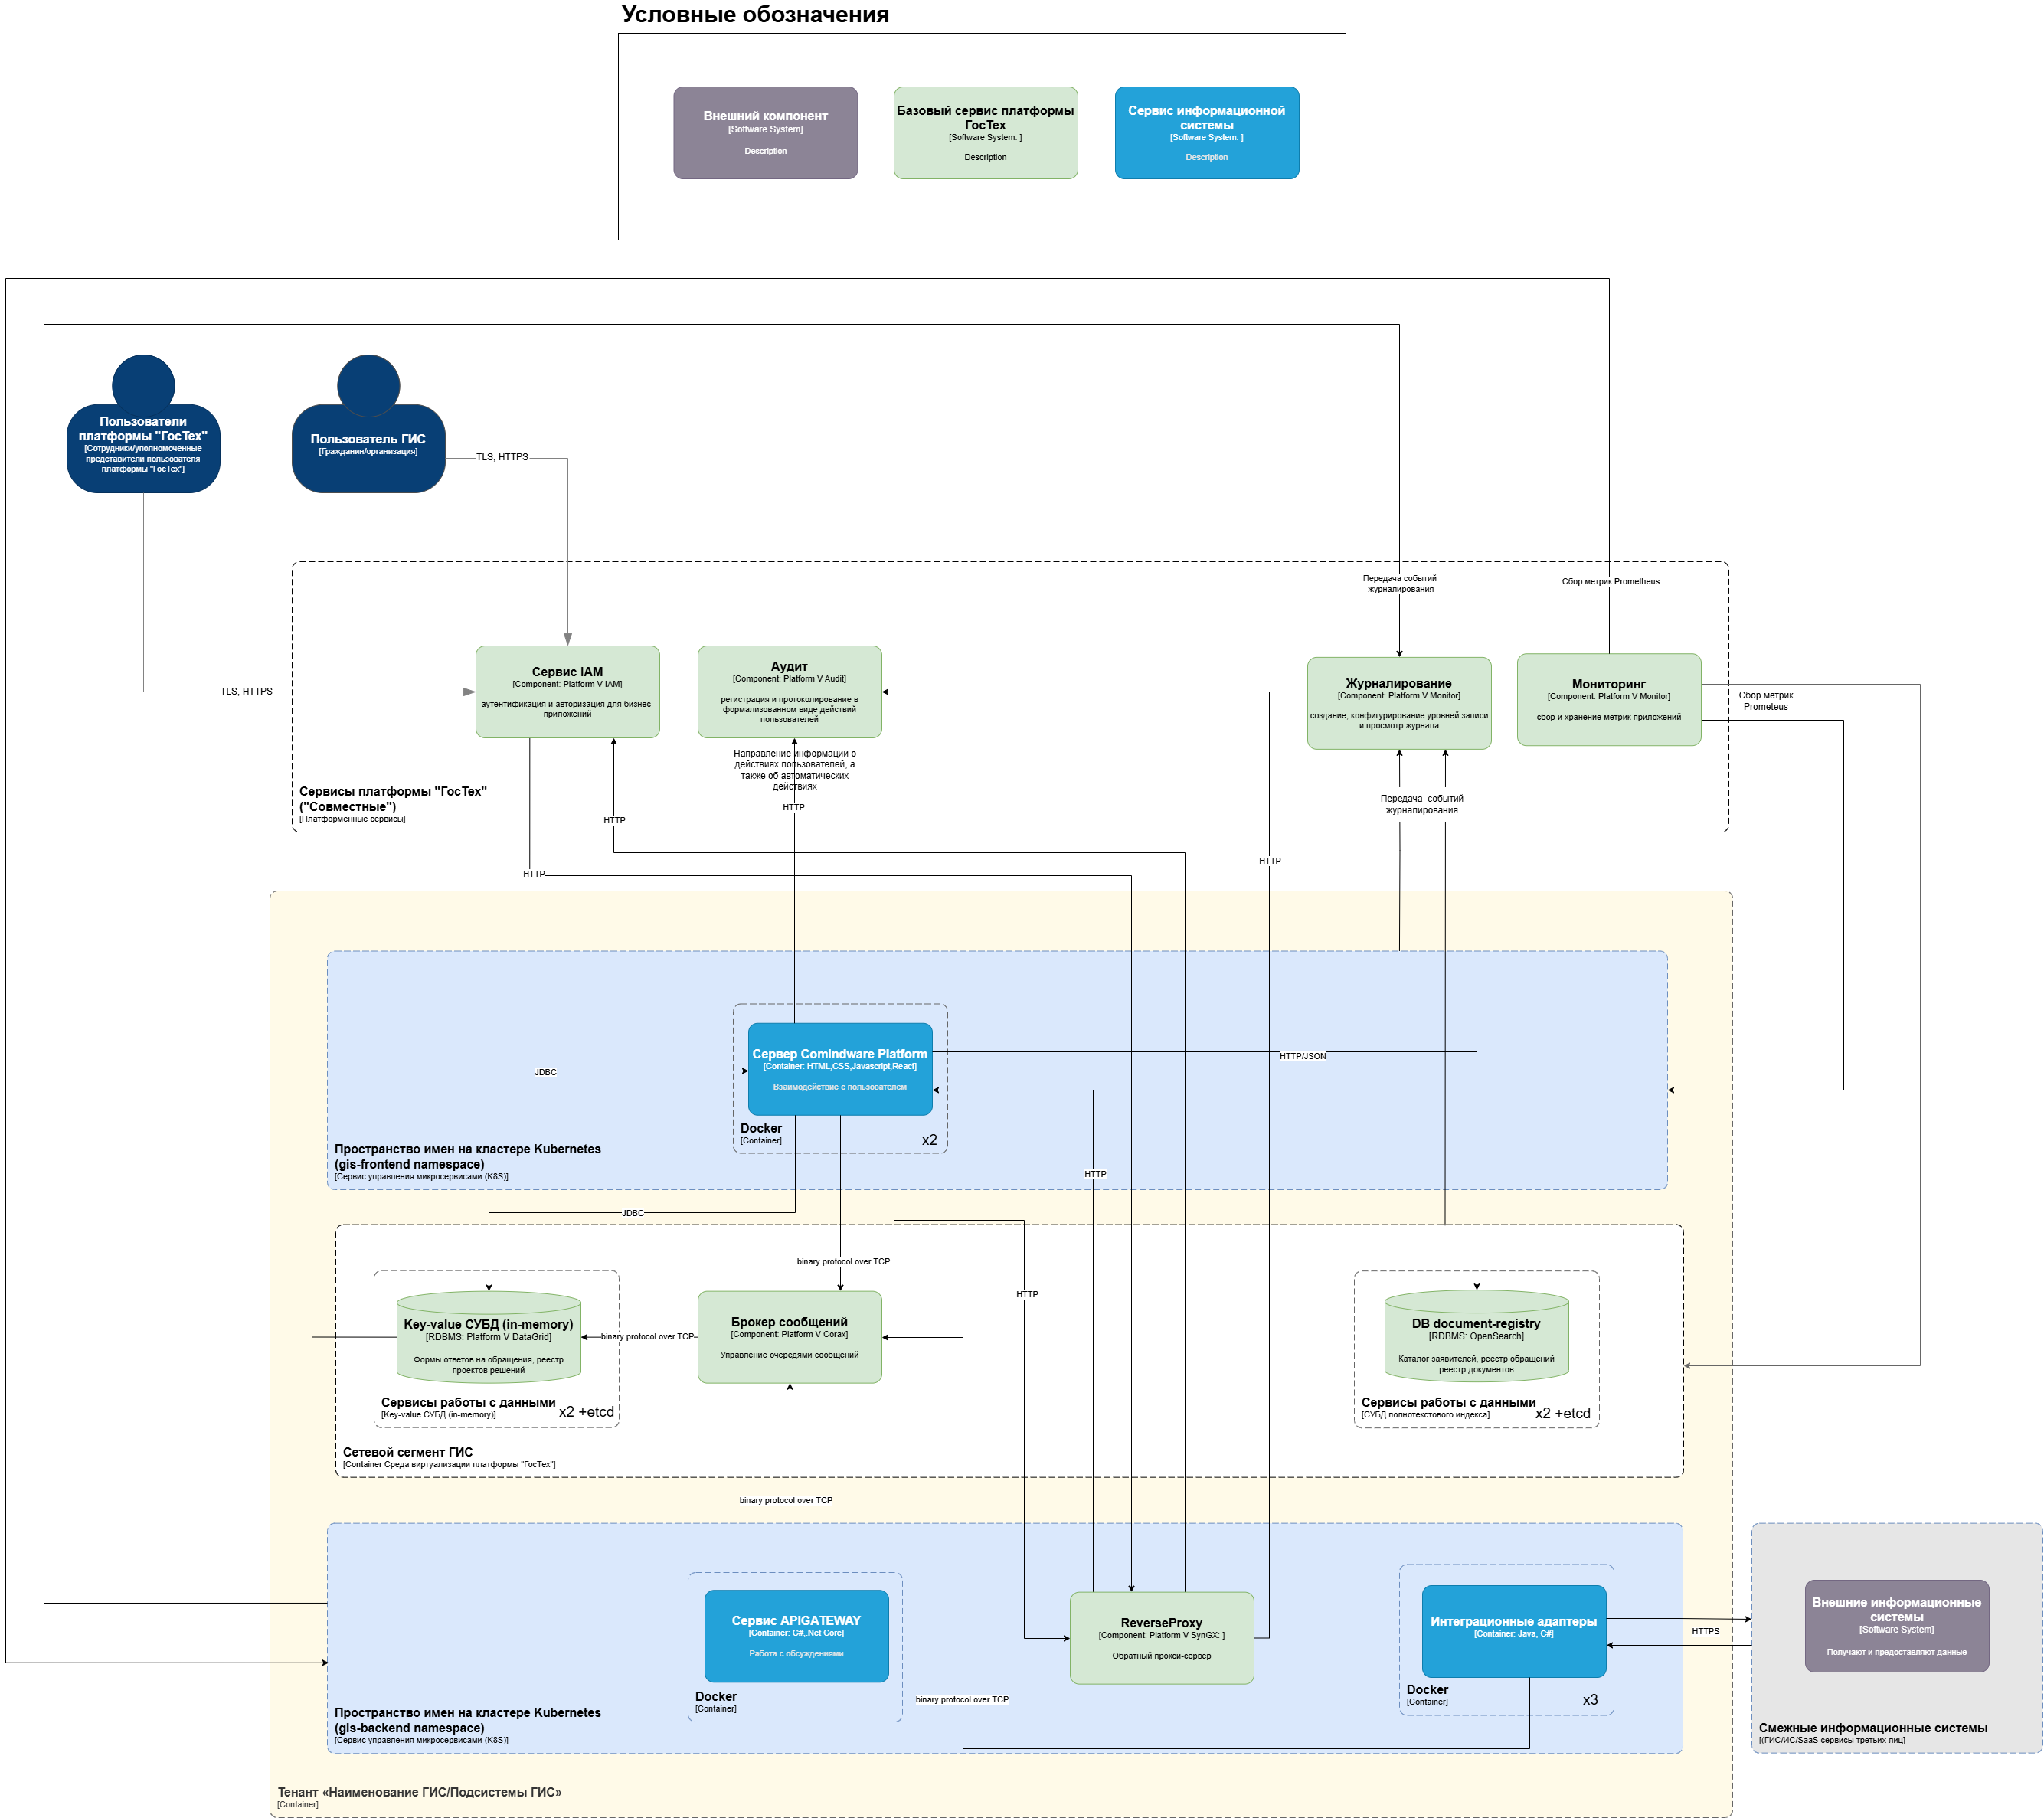 Условные обозначения
Внешний компонент
[Software System]
Description
Базовый сервис платформы
ГосТех
[Software System: ]
Description
Сервис информационной
системы
[Software System: ]
Description
Пользователи
платформы "ГосТех"
[Сотрудники/уполномоченные
представители пользователя
платформы "ГосТех"]
Пользователь ГИС
[Гражданин/организация]
TLS, HTTPS
TLS, HTTPS
Передача событий
журналирования
Сбор метрик Prometheus
Сервис IAM
[Component: Platform V IAM]
аутентификация и авторизация для бизнес-
приложений
Аудит
[Component: Platform V Audit]
регистрация и протоколирование в
формализованном виде действий
пользователей
Журналирование
[Component: Platform V Monitor]
создание, конфигурирование уровней записи
и просмотр журнала
Мониторинг
[Component: Platform V Monitor]
сбор и хранение метрик приложений
Сбор метрик
Prometeus
Направление информации о
действиях пользователей, а
также об автоматических
действиях
HTTP
HTTP
Передача  событий
журналирования
Сервисы платформы "ГосТех"
("Совместные")
[Платформенные сервисы]
HTTP
HTTP
Сервер Comindware Platform
[Container: HTML,CSS,Javascript,React]
Взаимодействие с пользователем
Docker
[Container]
x2
JDBC
HTTP/JSON
HTTP
Пространство имен на кластере Kubernetes
(gis-frontend namespace)
[Сервис управления микросервисами (K8S)]
JDBC
binary protocol over TCP
HTTP
Key-value СУБД (in-memory)
[RDBMS: Platform V DataGrid]
Формы ответов на обращения, реестр
проектов решений
Сервисы работы с данными
[Key-value СУБД (in-memory)]
x2 +etcd
binary protocol over TCP
Брокер сообщений
[Component: Platform V Corax]
Управление очередями сообщений
DB document-registry
[RDBMS: OpenSearch]
Каталог заявителей, реестр обращений
реестр документов
Сервисы работы с данными
[СУБД полнотекстового индекса]
x2 +etcd
Сетевой сегмент ГИС
[Container Среда виртуализации платформы "ГосТех"]
binary protocol over TCP
Сервис APIGATEWAY
[Container: C#,.Net Core]
Работа с обсуждениями
Docker
[Container]
ReverseProxy
[Component: Platform V SynGX: ]
Обратный прокси-сервер
binary protocol over TCP
Интеграционные адаптеры
[Container: Java, C#]
Docker
[Container]
x3
HTTPS
Внешние информационные
системы
[Software System]
Получают и предоставляют данные
Смежные информационные системы
[(ГИС/ИС/SaaS сервисы третьих лиц]
Пространство имен на кластере Kubernetes
(gis-backend namespace)
[Сервис управления микросервисами (K8S)]
Тенант «Наименование ГИС/Подсистемы ГИС»
[Container]